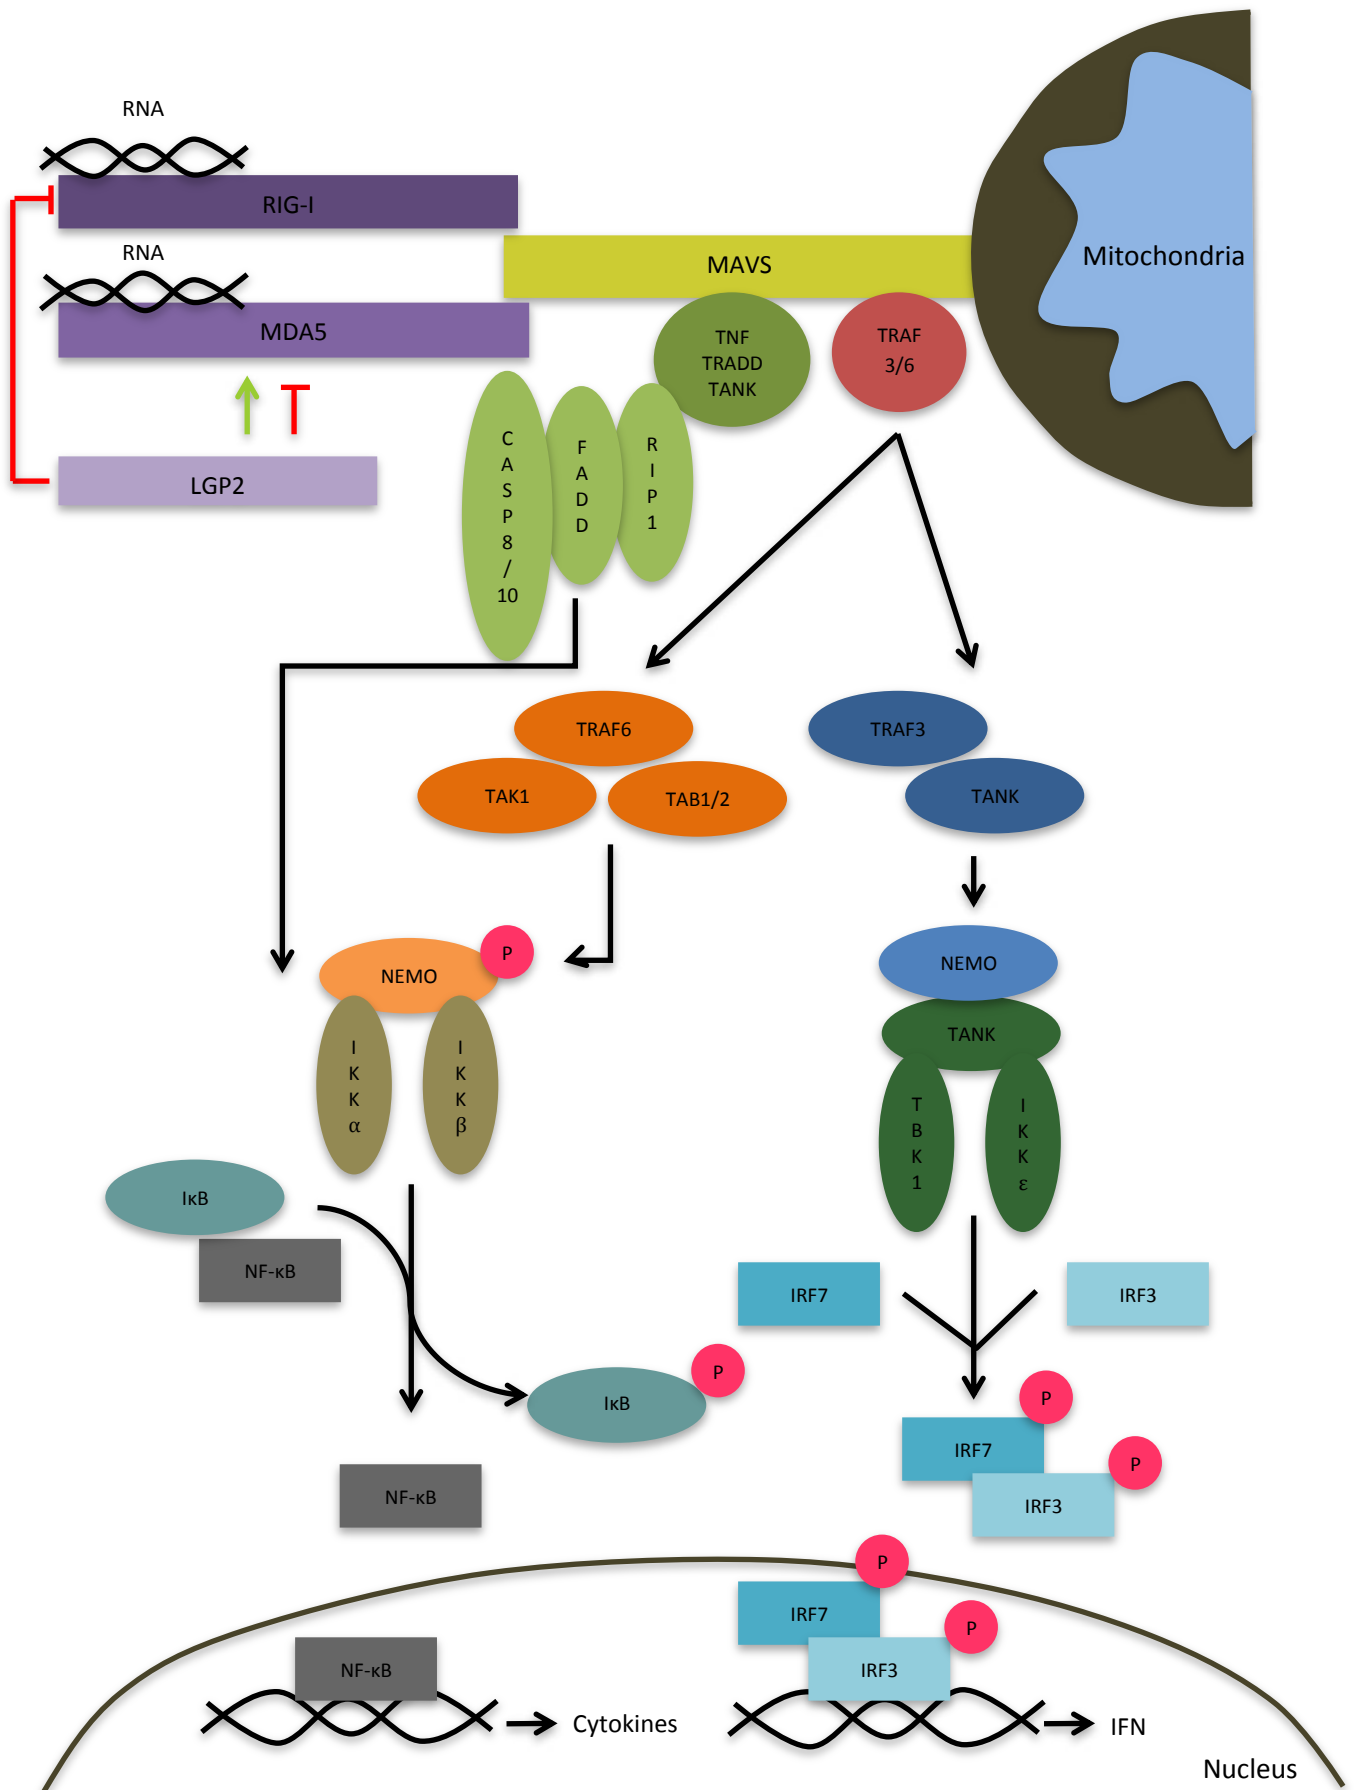 RNA
RIG-I
RNA
MAVS
Mitochondria
MDA5
TNF
TRADD
TANK
TRAF
3/6
LGP2
C
A
S
P
8
/
10
F
A
D
D
R
I
P
1
TRAF6
TRAF3
TAK1
TAB1/2
TANK
P
NEMO
NEMO
TANK
I
K
K
α
I
K
K
β
T
B
K
1
I
K
K
ε
IκB
NF-κB
IRF7
IRF3
P
IκB
P
IRF7
P
IRF3
NF-κB
P
IRF7
P
IRF3
NF-κB
Cytokines
IFN
Nucleus